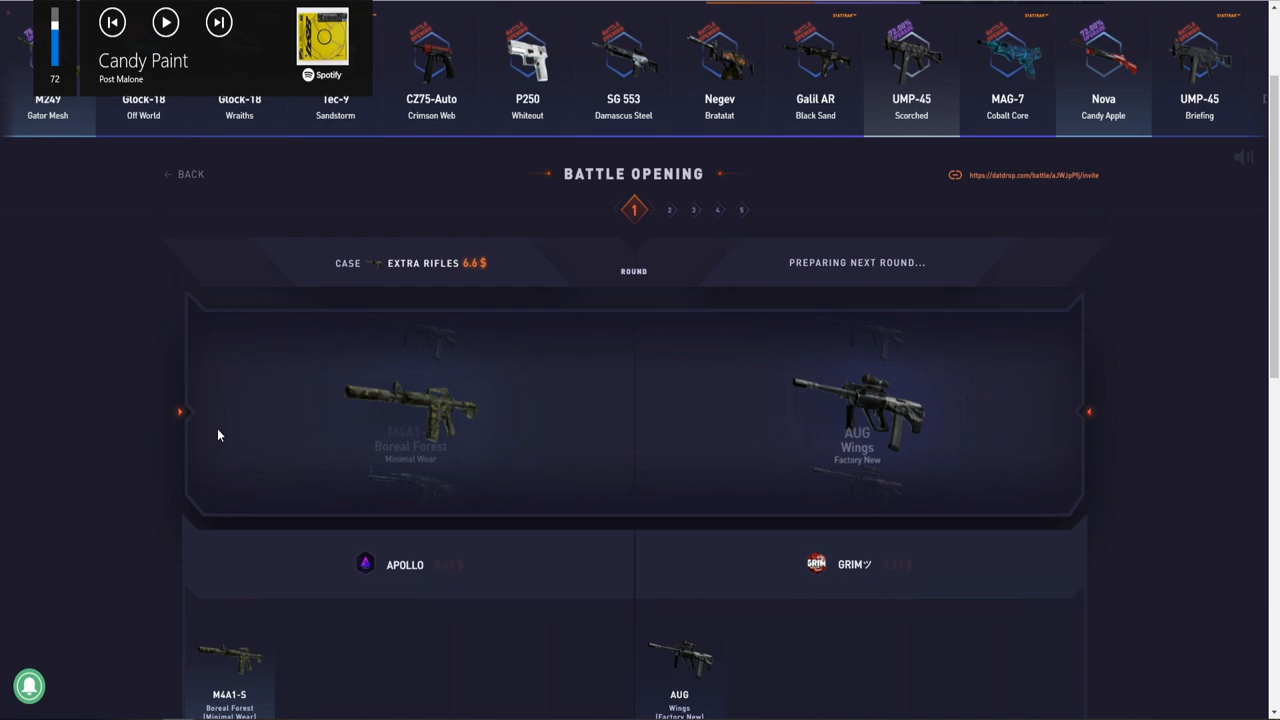 72
Candy Paint
Post Malone
Spotify
STATTRAK™
STATTRAK™
STATTRAK™
M249
Gator Mesh
Glock-18
Off World
Glock-18
Wraiths
Tec-9
Sandstorm
CZ75-Auto
Crimson Web
P250
Whiteout
SG 553
Damascus Steel
Negev
Bratatat
Galil AR
Black Sand
UMP-45
Scorched
MAG-7
Cobalt Core
Nova
Candy Apple
UMP-45
Briefing
← BACK
BATTLE OPENING
https://datdrop.com/battle/aJWJpPfj/invite
1 2 3 4 5
CASE EXTRA RIFLES 6.6 $
ROUND
PREPARING NEXT ROUND...
M4A1-
Boreal Forest
Minimal Wear
AUG
Wings
Factory New
APOLLO
GRIMツ
M4A1-S
Boreal Forest
[Minimal Wear]
AUG
Wings
[Factory New]